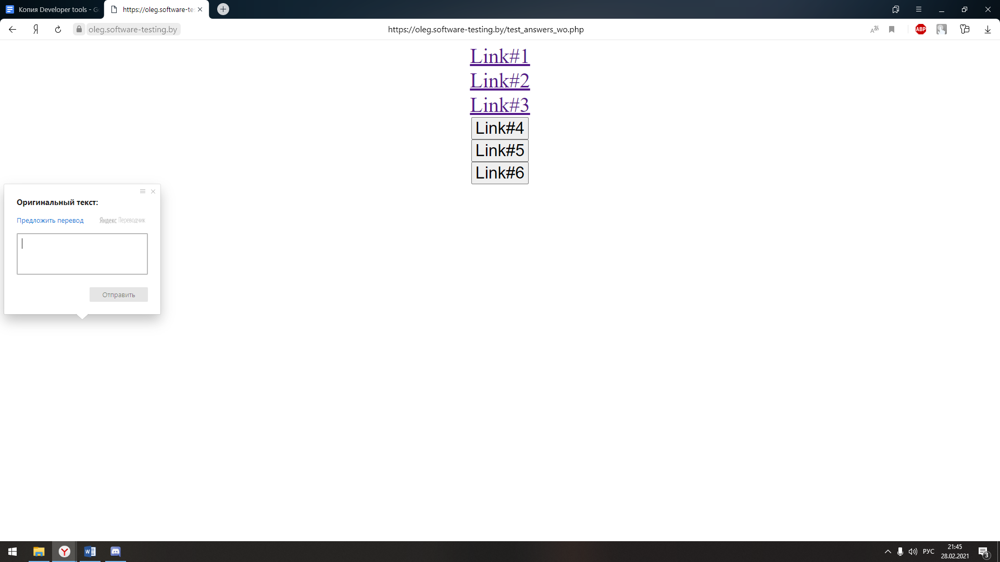 Копия Developer tools - G
https://oleg.software-te
oleg.software-testing.by
https://oleg.software-testing.by/test_answers_wo.php
ABP
Link#1
Link#2
Link#3
Link#4
Link#5
Link#6
Оригинальный текст:
Предложить перевод
Яндекс Переводчик
Отправить
РУС
21:45
28.02.2021
3